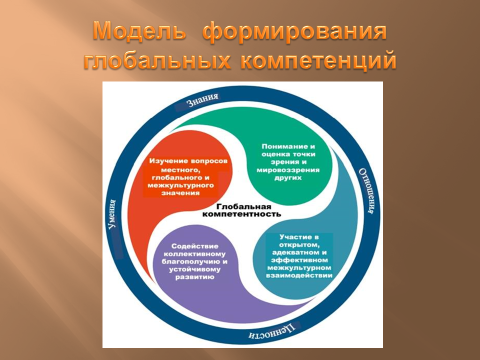 Модель формирования
глобальных компетенций
Знания
Изучение вопросов
местного,
глобального и
межкультурного
значения
Понимание и
оценка точки
зрения и
мировоззрения
других
Отношения
Умения
Глобальная
компетентность
Содействие
коллективному
благополучию и
устойчивому
развитию
Участие в
открытом,
адекватном и
эффективном
межкультурном
взаимодействии
Ценности